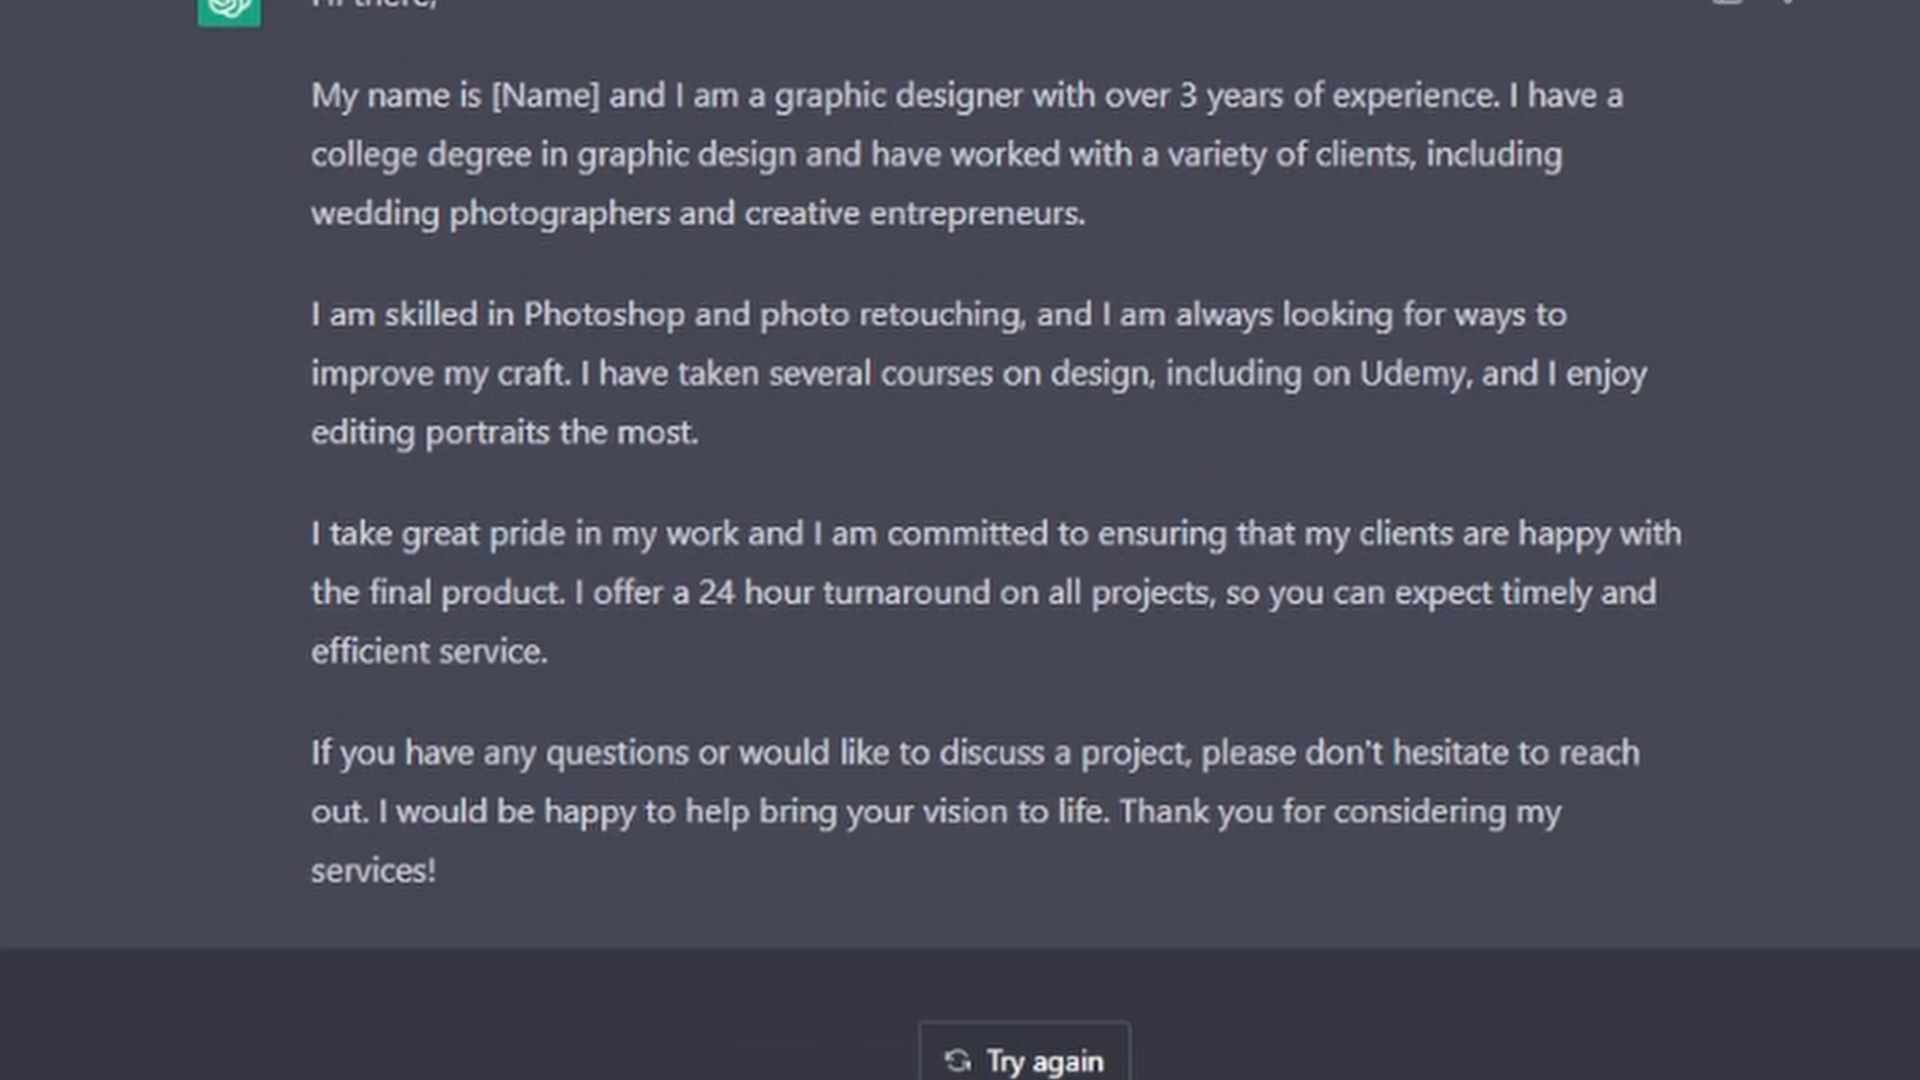 Hi there,
My name is [Name] and I am a graphic designer with over 3 years of experience. I have a
college degree in graphic design and have worked with a variety of clients, including
wedding photographers and creative entrepreneurs.
I am skilled in Photoshop and photo retouching, and I am always looking for ways to
improve my craft. I have taken several courses on design, including on Udemy, and I enjoy
editing portraits the most.
I take great pride in my work and I am committed to ensuring that my clients are happy with
the final product. I offer a 24 hour turnaround on all projects, so you can expect timely and
efficient service.
If you have any questions or would like to discuss a project, please don't hesitate to reach
out. I would be happy to help bring your vision to life. Thank you for considering my
services!
Try again